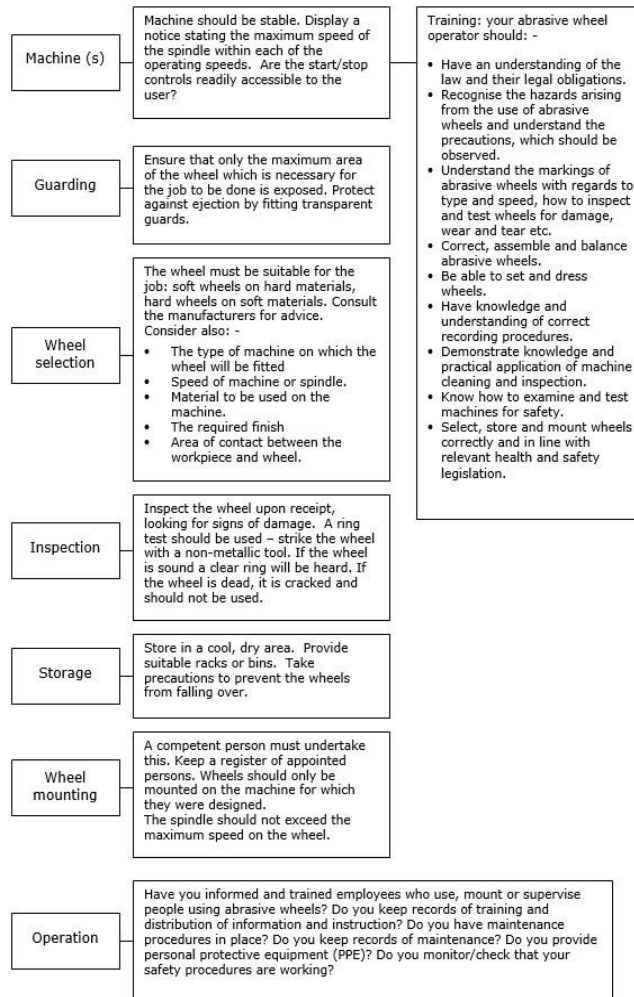 Machine (s)
Machine should be stable. Display a
notice stating the maximum speed of
the spindle within each of the
operating speeds.  Are the start/stop
controls readily accessible to the
user?
Training: your abrasive wheel
operator should: -
• Have an understanding of the
law and their legal obligations.
• Recognise the hazards arising
from the use of abrasive
wheels and understand the
precautions, which should be
observed.
• Understand the markings of
abrasive wheels with regards to
type and speed, how to inspect
and test wheels for damage,
wear and tear etc.
• Correct, assemble and balance
abrasive wheels.
• Be able to set and dress
wheels.
• Have knowledge and
understanding of correct
recording procedures.
• Demonstrate knowledge and
practical application of machine
cleaning and inspection.
• Know how to examine and test
machines for safety.
• Select, store and mount wheels
correctly and in line with
relevant health and safety
legislation.
Guarding
Ensure that only the maximum area
of the wheel which is necessary for
the job to be done is exposed. Protect
against ejection by fitting transparent
guards.
Wheel
selection
The wheel must be suitable for the
job: soft wheels on hard materials,
hard wheels on soft materials. Consult
the manufacturers for advice.
Consider also: -
• The type of machine on which the
wheel will be fitted
• Speed of machine or spindle.
• Material to be used on the
machine.
• The required finish
• Area of contact between the
workpiece and wheel.
Inspection
Inspect the wheel upon receipt,
looking for signs of damage.  A ring
test should be used – strike the wheel
with a non-metallic tool. If the wheel
is sound a clear ring will be heard. If
the wheel is dead, it is cracked and
should not be used.
Storage
Store in a cool, dry area.  Provide
suitable racks or bins.  Take
precautions to prevent the wheels
from falling over.
Wheel
mounting
A competent person must undertake
this. Keep a register of appointed
persons. Wheels should only be
mounted on the machine for which
they were designed.
The spindle should not exceed the
maximum speed on the wheel.
Operation
Have you informed and trained employees who use, mount or supervise
people using abrasive wheels? Do you keep records of training and
distribution of information and instruction? Do you have maintenance
procedures in place? Do you keep records of maintenance? Do you provide
personal protective equipment (PPE)? Do you monitor/check that your
safety procedures are working?